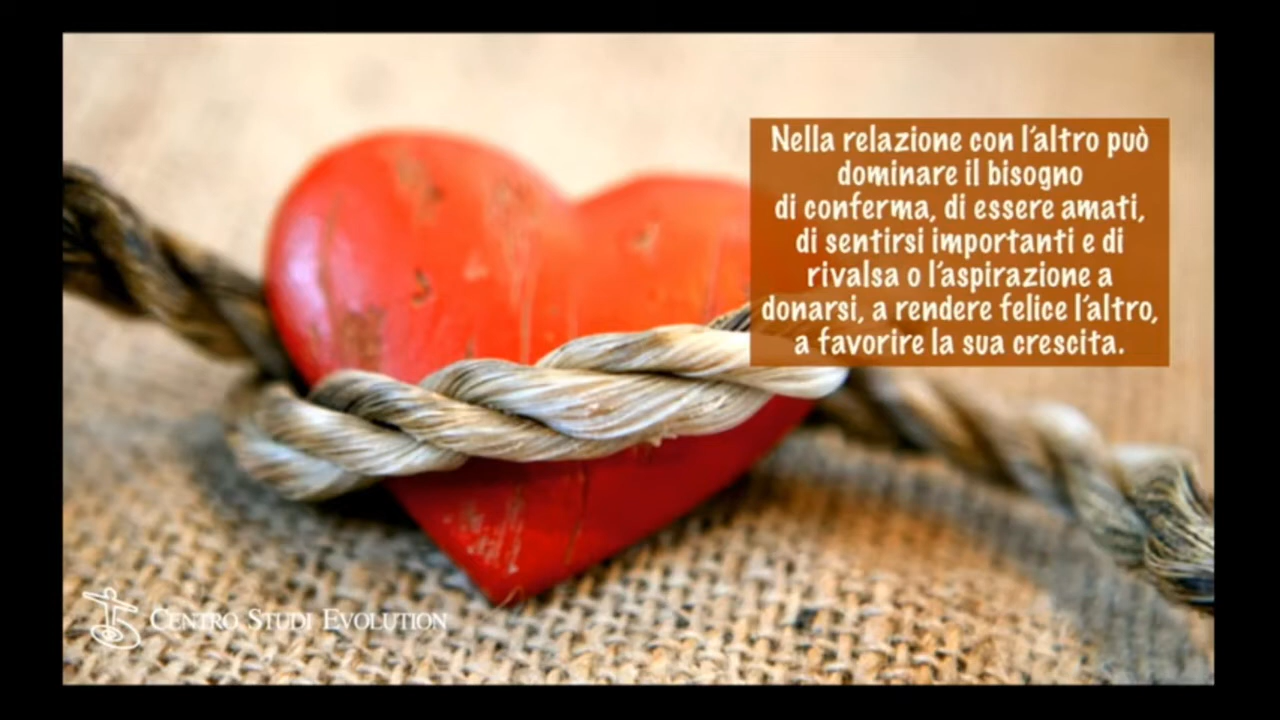 Nella relazione con l'altro può
dominare il bisogno
di conferma, di essere amati,
di sentirsi importanti e di
rivalsa o l'aspirazione a
donarsi, a rendere felice l'altro,
a favorire la sua crescita.
CENTRO STUDI EVOLUTION